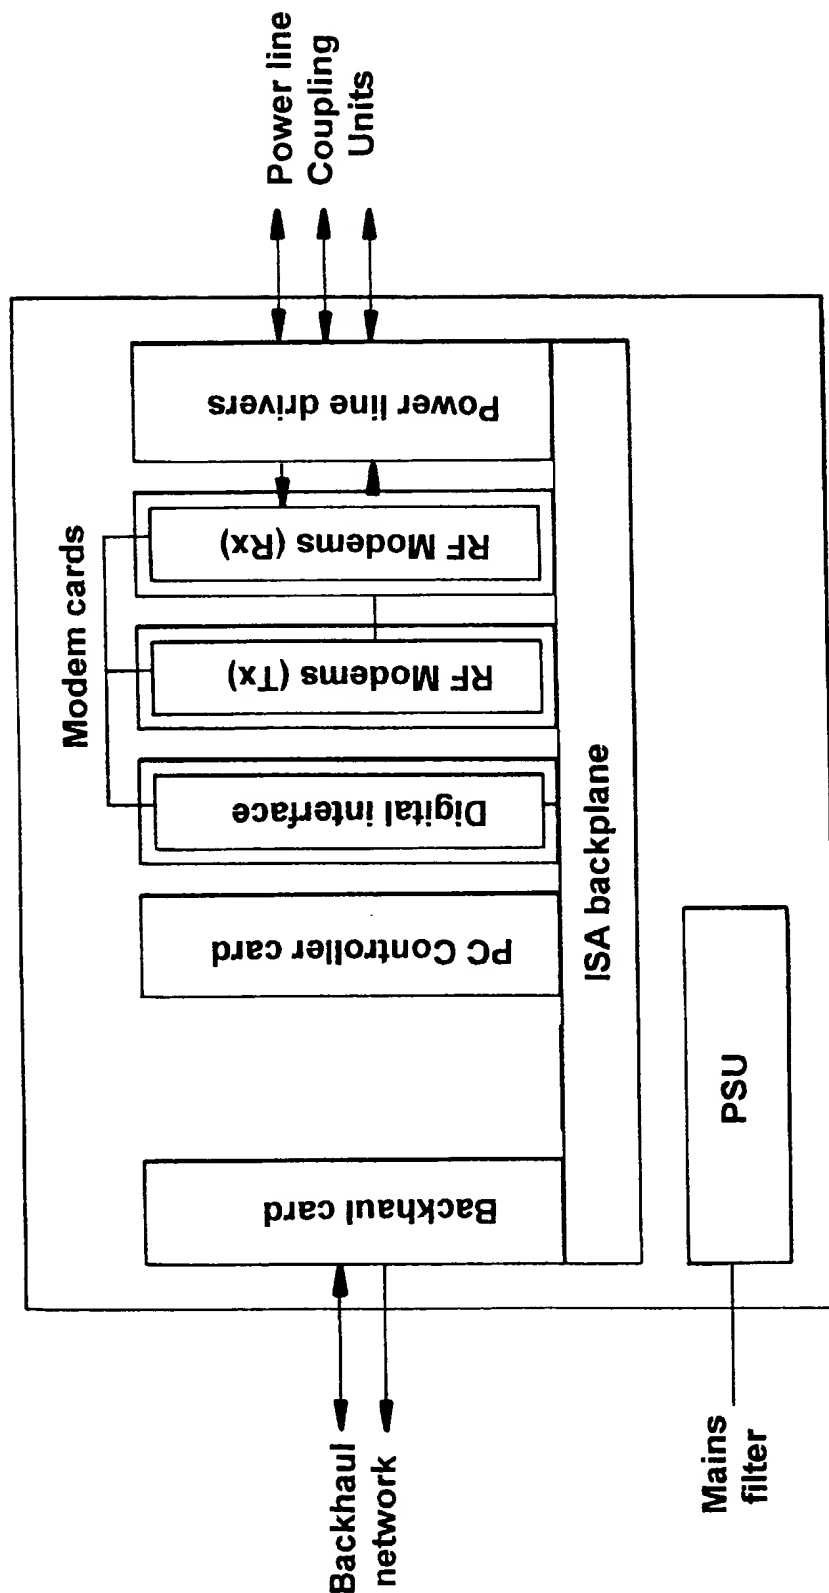 Modem cards
Backhaul
network
Backhaul card
PC Controller card
Digital interface
RF Modems (Tx)
RF Modems (Rx)
Power line drivers
Power line
Coupling
Units
ISA backplane
PSU
Mains
filter